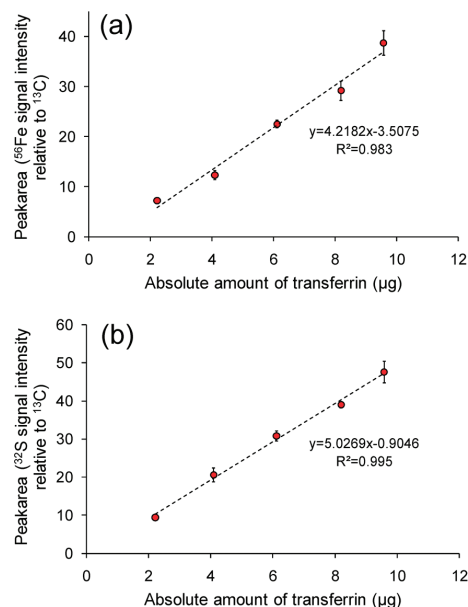 (a)
Peakarea (⁵⁶Fe signal intensity
relative to ¹³C)
40
30
20
10
0
y=4.2182x-3.5075
R²=0.983
0 2 4 6 8 10 12
Absolute amount of transferrin (µg)
(b)
Peakarea (³²S signal intensity
relative to ¹³C)
60
50
40
30
20
10
0
y=5.0269x-0.9046
R²=0.995
0 2 4 6 8 10 12
Absolute amount of transferrin (µg)